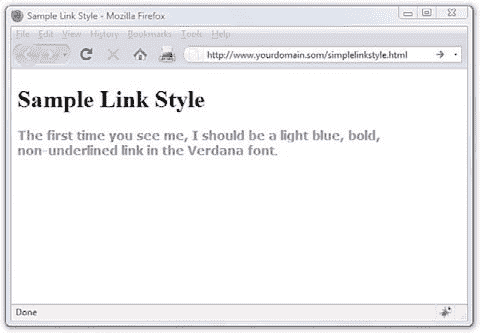 Sample Link Style - Mozilla Firefox
File Edit View History Bookmarks Tools Help
http://www.yourdomain.som/simplelinkstyle.html
Sample Link Style
The first time you see me, I should be a light blue, bold,
non-underlined link in the Verdana font.
Done